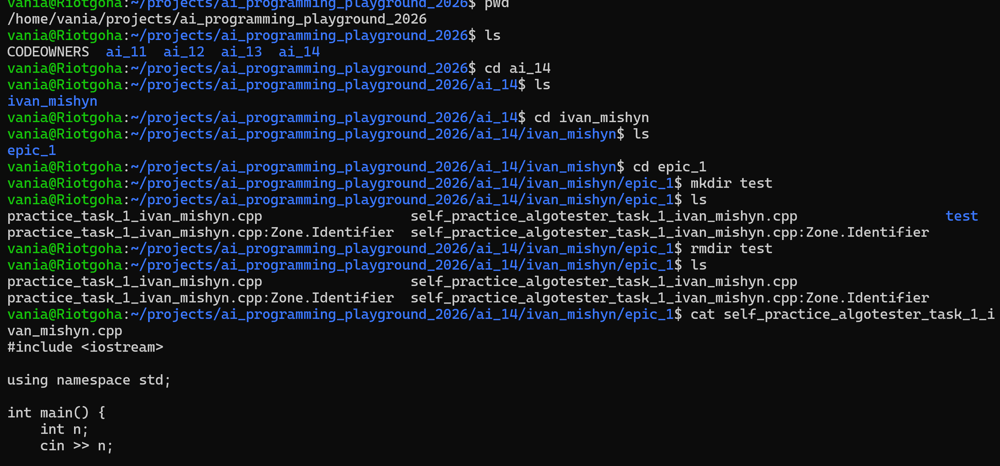 vania@Riotgoha:~/projects/ai_programming_playground_2026$ pwd
/home/vania/projects/ai_programming_playground_2026
vania@Riotgoha:~/projects/ai_programming_playground_2026$ ls
CODEOWNERS  ai_11  ai_12  ai_13  ai_14
vania@Riotgoha:~/projects/ai_programming_playground_2026$ cd ai_14
vania@Riotgoha:~/projects/ai_programming_playground_2026/ai_14$ ls
ivan_mishyn
vania@Riotgoha:~/projects/ai_programming_playground_2026/ai_14$ cd ivan_mishyn
vania@Riotgoha:~/projects/ai_programming_playground_2026/ai_14/ivan_mishyn$ ls
epic_1
vania@Riotgoha:~/projects/ai_programming_playground_2026/ai_14/ivan_mishyn$ cd epic_1
vania@Riotgoha:~/projects/ai_programming_playground_2026/ai_14/ivan_mishyn/epic_1$ mkdir test
vania@Riotgoha:~/projects/ai_programming_playground_2026/ai_14/ivan_mishyn/epic_1$ ls
practice_task_1_ivan_mishyn.cpp                  self_practice_algotester_task_1_ivan_mishyn.cpp                  test
practice_task_1_ivan_mishyn.cpp:Zone.Identifier  self_practice_algotester_task_1_ivan_mishyn.cpp:Zone.Identifier
vania@Riotgoha:~/projects/ai_programming_playground_2026/ai_14/ivan_mishyn/epic_1$ rmdir test
vania@Riotgoha:~/projects/ai_programming_playground_2026/ai_14/ivan_mishyn/epic_1$ ls
practice_task_1_ivan_mishyn.cpp                  self_practice_algotester_task_1_ivan_mishyn.cpp
practice_task_1_ivan_mishyn.cpp:Zone.Identifier  self_practice_algotester_task_1_ivan_mishyn.cpp:Zone.Identifier
vania@Riotgoha:~/projects/ai_programming_playground_2026/ai_14/ivan_mishyn/epic_1$ cat self_practice_algotester_task_1_i
van_mishyn.cpp
#include <iostream>

using namespace std;

int main() {
    int n;
    cin >> n;